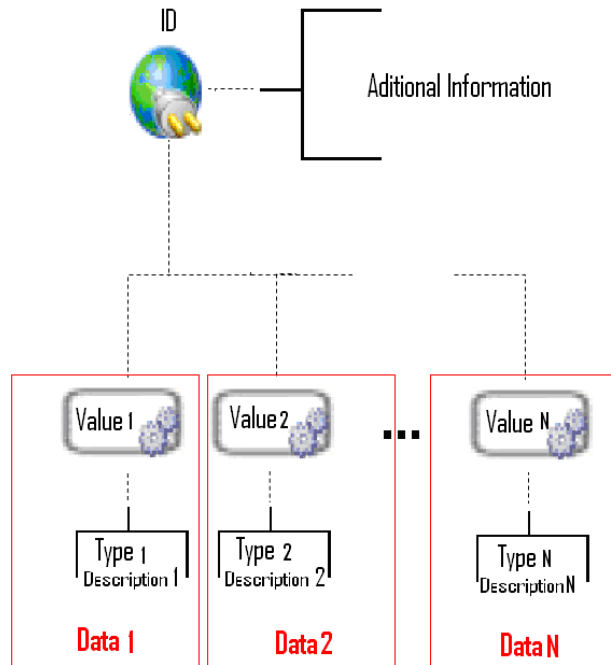 ID
Aditional Information
Value 1
Value 2
...
Value N
Type 1
Description 1
Type 2
Description 2
Type N
Description N
Data 1
Data 2
Data N